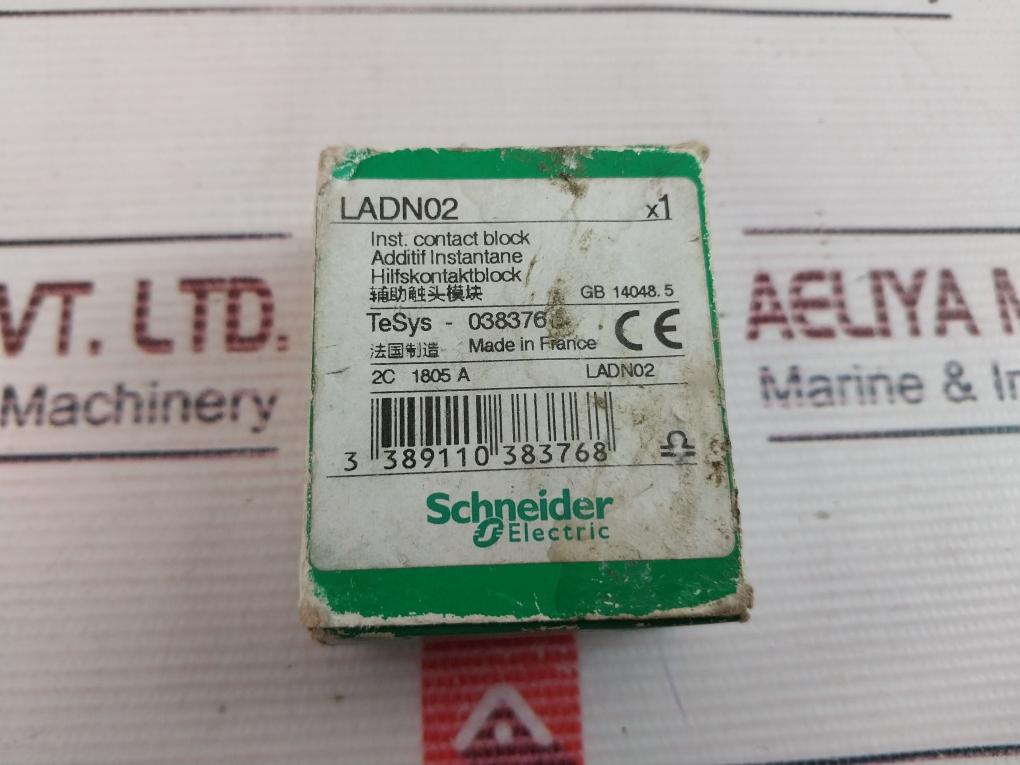 LADN02 x1
Inst. contact block
Additif Instantane
Hilfskontaktblock
辅助触头模块 GB 14048.5
TeSys - 038376
法国制造 Made in France CE
2C 1805 A LADN02
3 389110 383768
Schneider
Electric
VT. LTD.
Machinery
AELIYA
Marine &